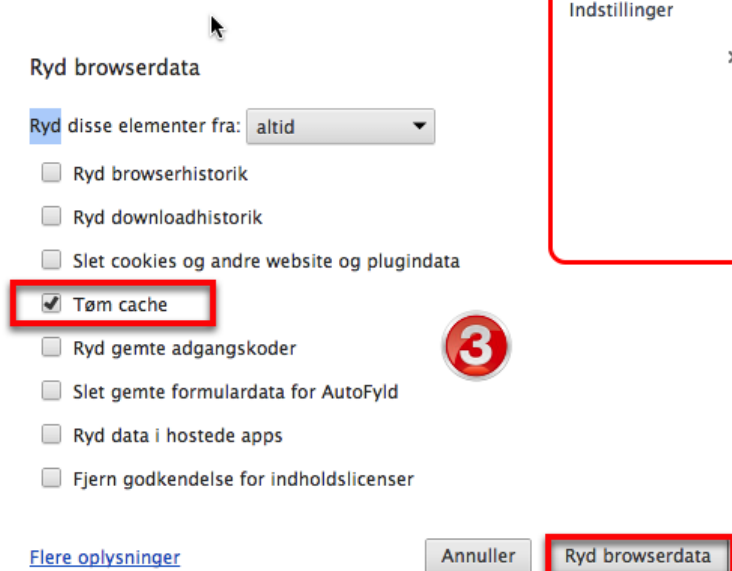 Indstillinger
Ryd browserdata
Ryd disse elementer fra: altid
Ryd browserhistorik
Ryd downloadhistorik
Slet cookies og andre website og plugindata
Tøm cache
3
Ryd gemte adgangskoder
Slet gemte formulardata for AutoFyld
Ryd data i hostede apps
Fjern godkendelse for indholdslicenser
Flere oplysninger
Annuller
Ryd browserdata